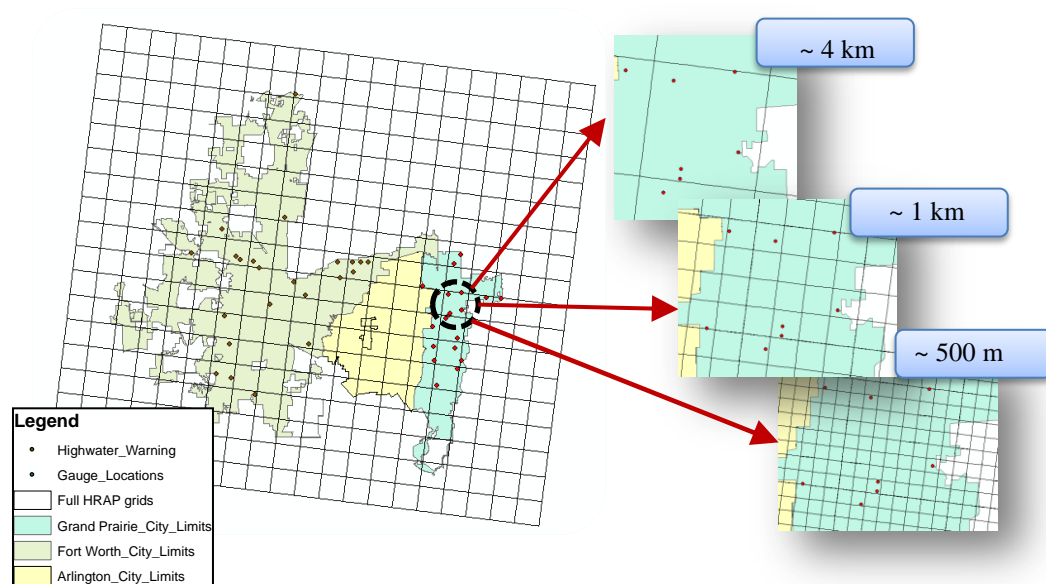 ~ 4 km
~ 1 km
~ 500 m
Legend
Highwater_Warning
Gauge_Locations
Full HRAP grids
Grand Prairie_City_Limits
Fort Worth_City_Limits
Arlington_City_Limits